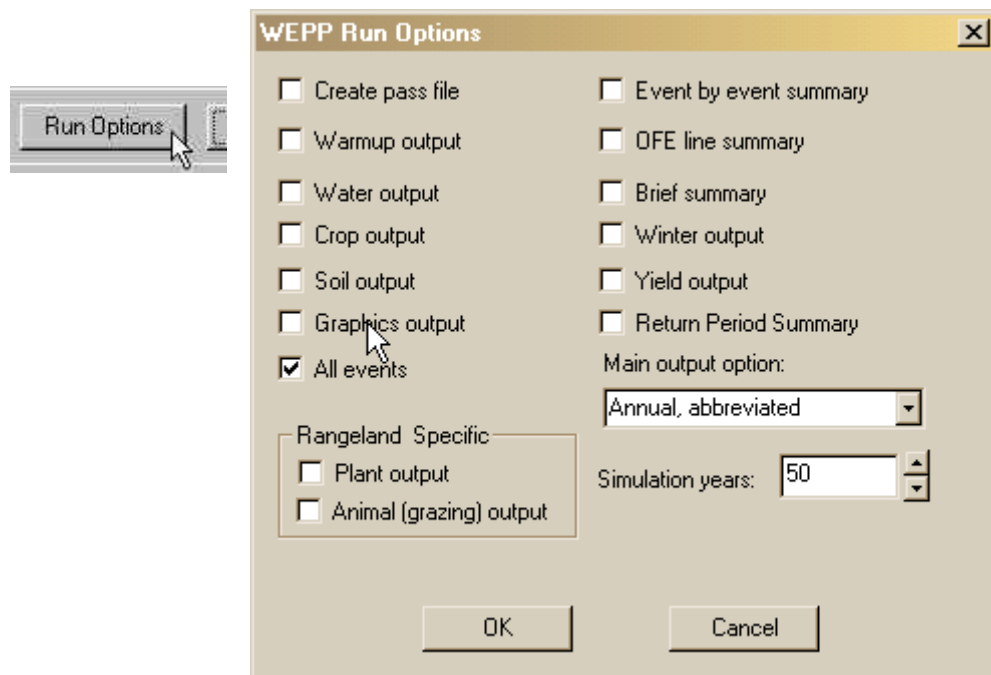 WEPP Run Options
Run Options
Create pass file
Warmup output
Water output
Crop output
Soil output
Graphics output
All events
Rangeland Specific
Plant output
Animal (grazing) output
Event by event summary
OFE line summary
Brief summary
Winter output
Yield output
Return Period Summary
Main output option:
Annual, abbreviated
Simulation years: 50
OK
Cancel